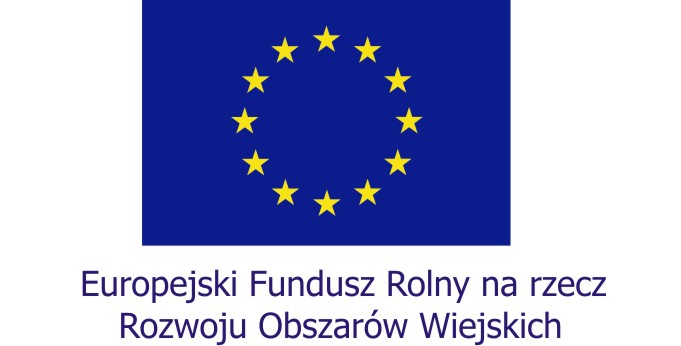 Europejski Fundusz Rolny na rzecz
Rozwoju Obszarów Wiejskich